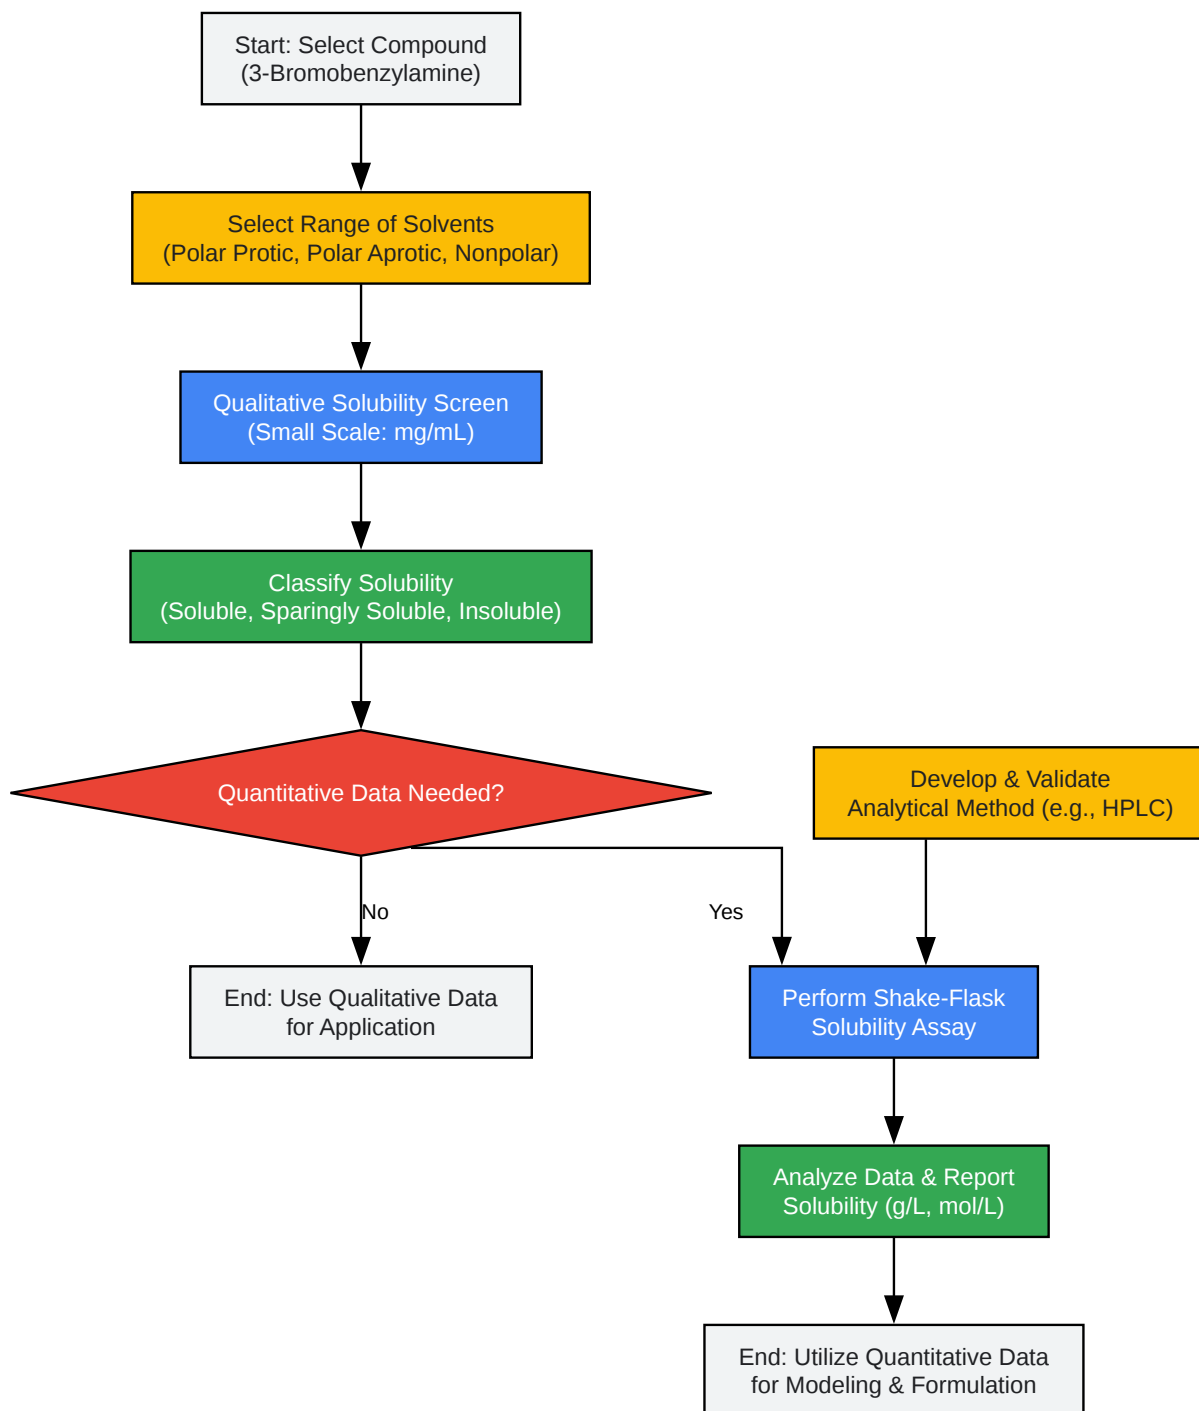 Start: Select Compound
(3-Bromobenzylamine)
Select Range of Solvents
(Polar Protic, Polar Aprotic, Nonpolar)
Qualitative Solubility Screen
(Small Scale: mg/mL)
Classify Solubility
(Soluble, Sparingly Soluble, Insoluble)
Quantitative Data Needed?
Develop & Validate
Analytical Method (e.g., HPLC)
No
Yes
End: Use Qualitative Data
for Application
Perform Shake-Flask
Solubility Assay
Analyze Data & Report
Solubility (g/L, mol/L)
End: Utilize Quantitative Data
for Modeling & Formulation